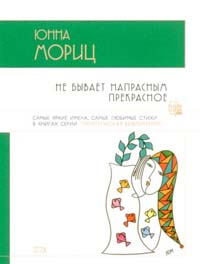 ЮННА
МОРИЦ
НЕ БЫВАЕТ НАПРАСНЫМ
ПРЕКРАСНОЕ
САМЫЕ ЯРКИЕ ИМЕНА, САМЫЕ ЛЮБИМЫЕ СТИХИ
В КНИГАХ СЕРИИ